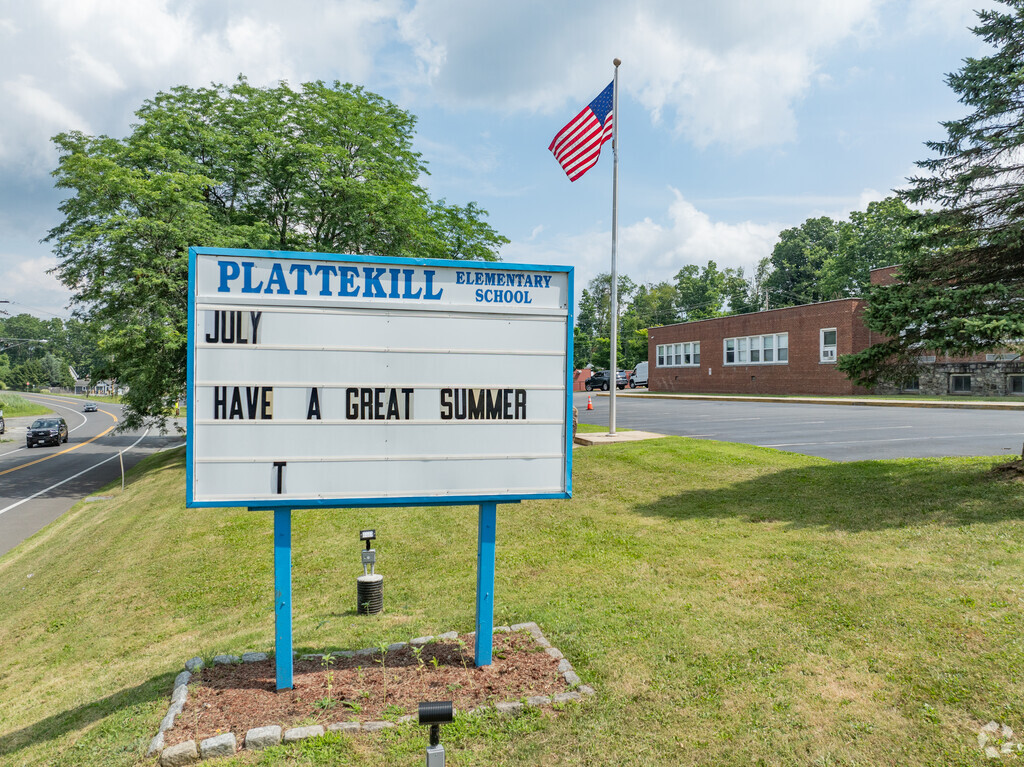 PLATTEKILL ELEMENTARY
SCHOOL
JULY
HAVE A GREAT SUMMER
T